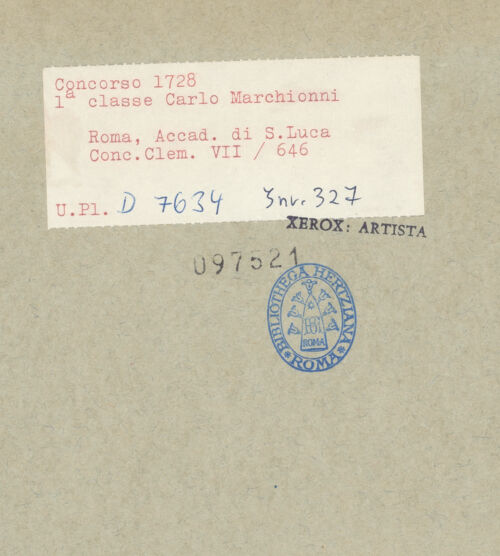 Concorso 1728
1ª classe Carlo Marchionni
Roma, Accad. di S.Luca
Conc.Clem. VII / 646
U.Pl. D 7634 Inv. 327
XEROX: ARTISTA
097521
BIBLIOTHECA HERTZIANA
ROMA
* ROMA *